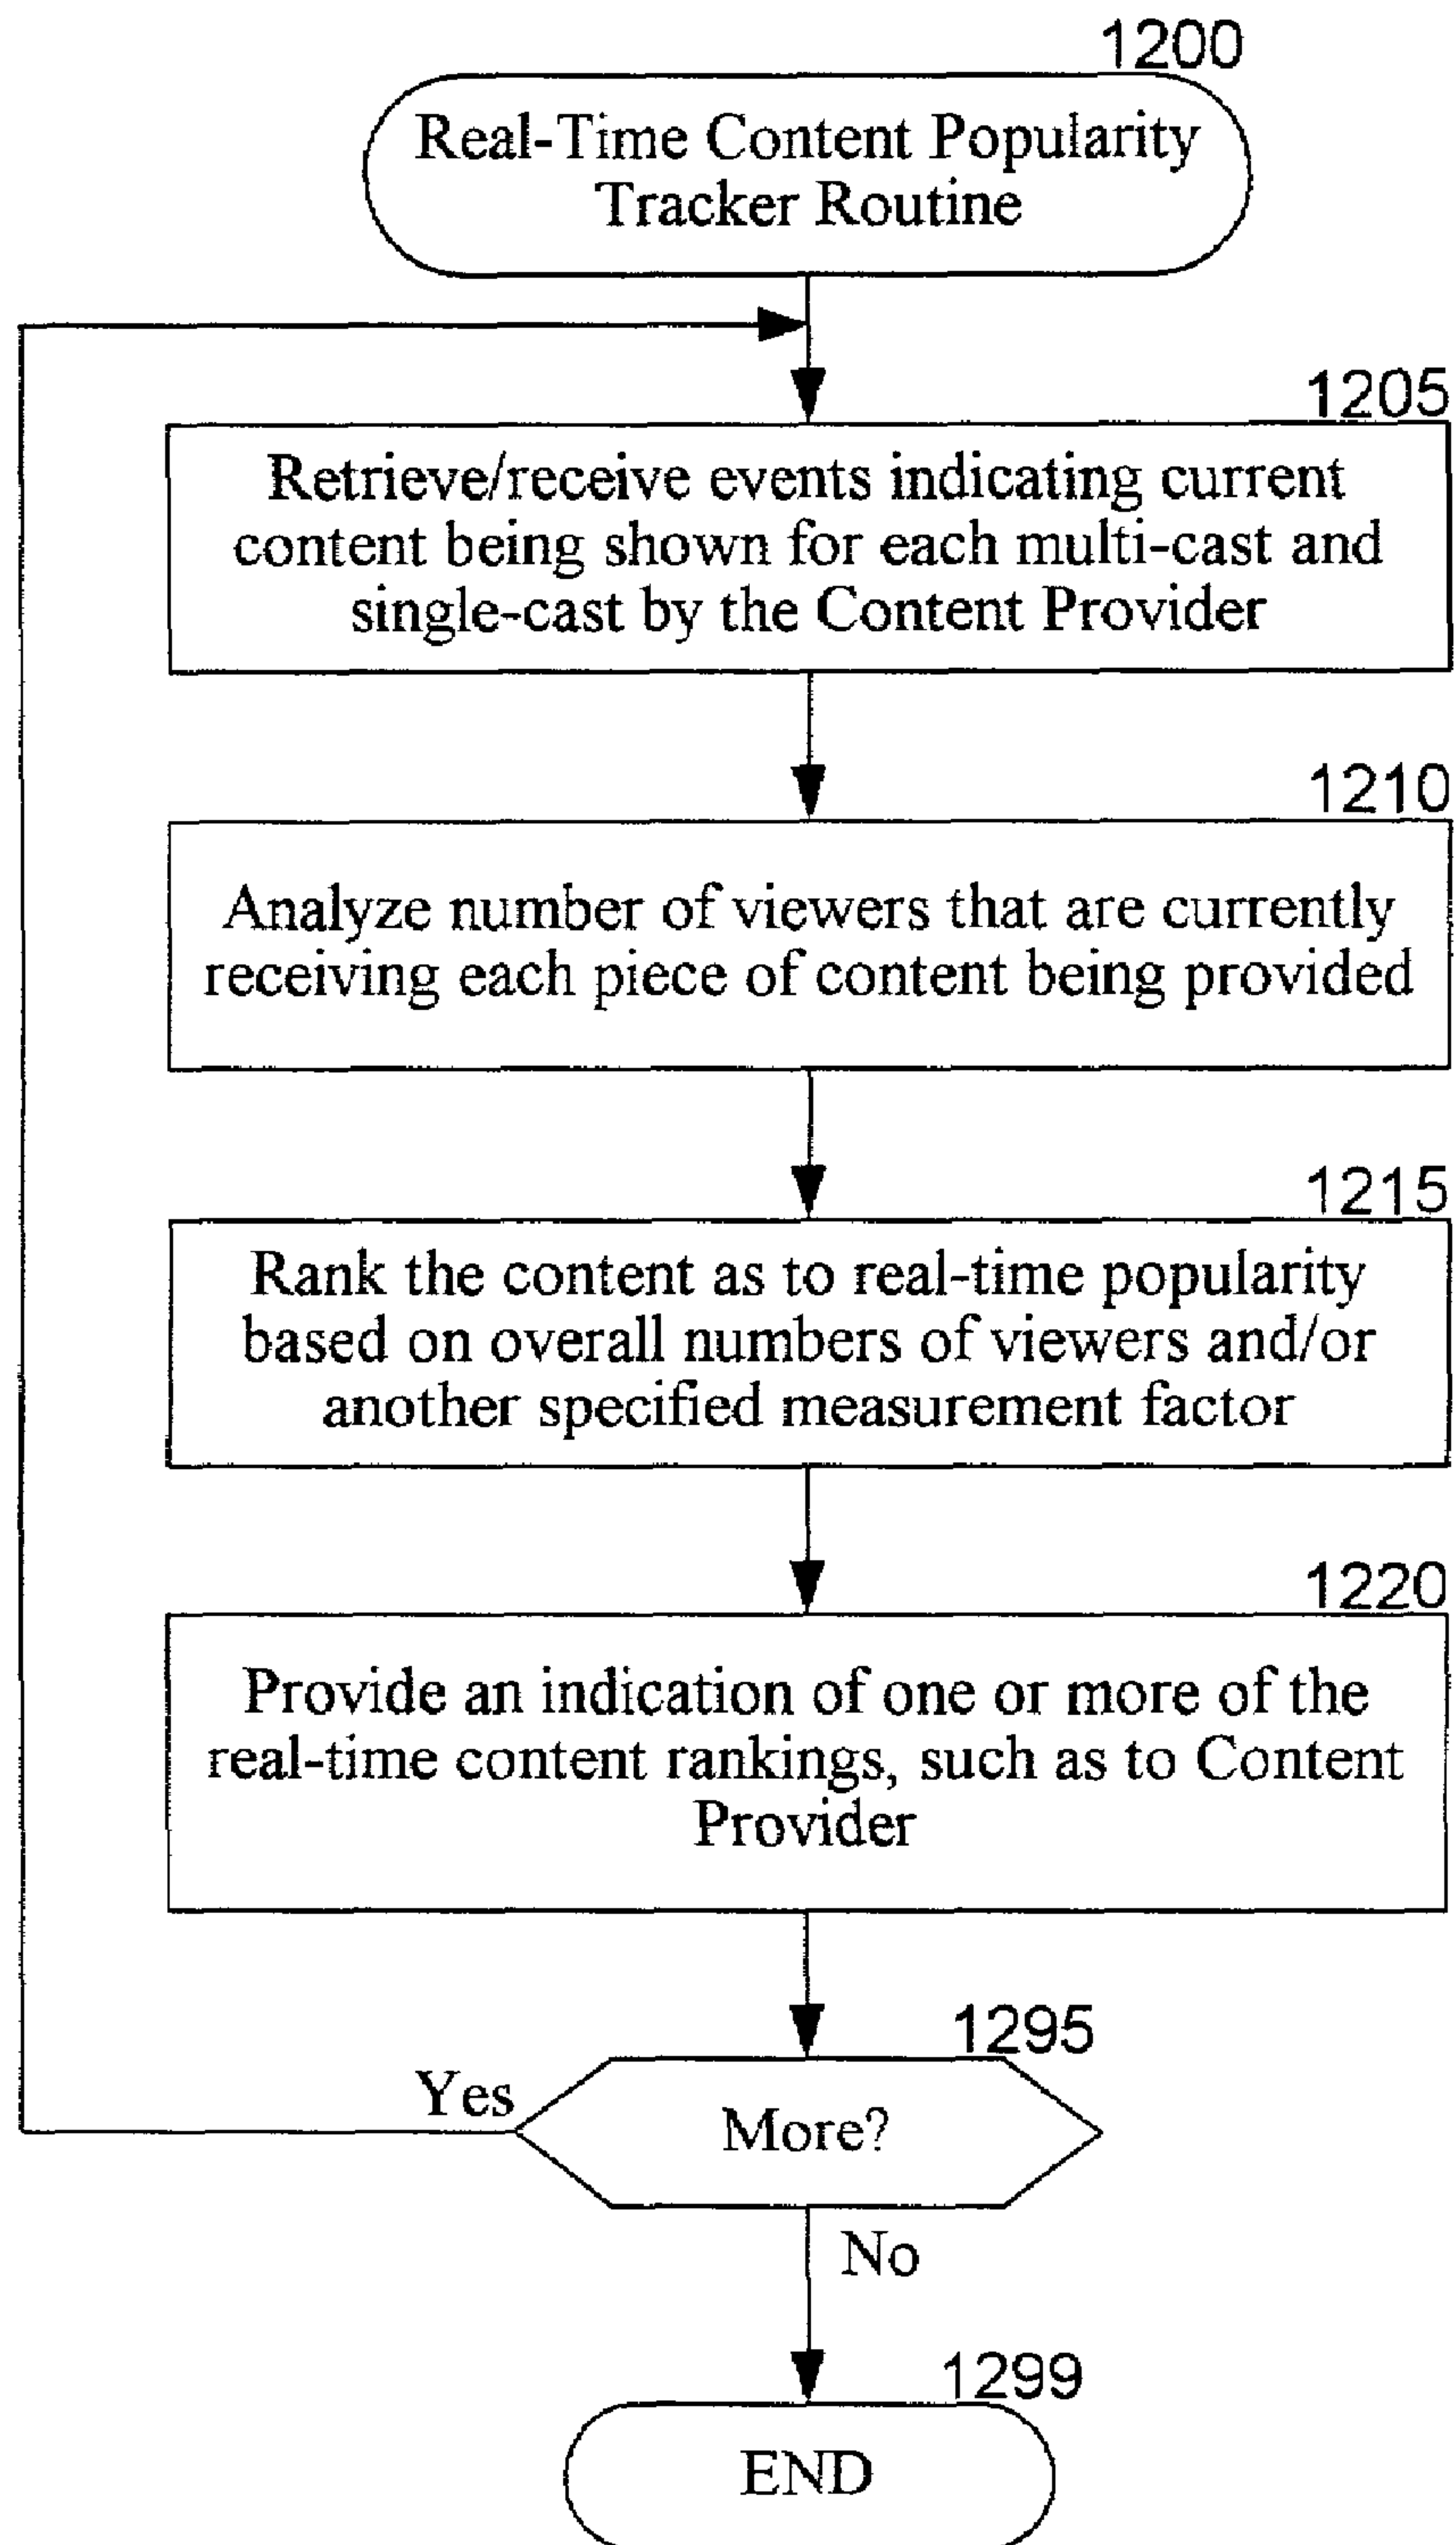 1200
Real-Time Content Popularity
Tracker Routine
1205
Retrieve/receive events indicating current
content being shown for each multi-cast and
single-cast by the Content Provider
1210
Analyze number of viewers that are currently
receiving each piece of content being provided
1215
Rank the content as to real-time popularity
based on overall numbers of viewers and/or
another specified measurement factor
1220
Provide an indication of one or more of the
real-time content rankings, such as to Content
Provider
1295
Yes
More?
No
1299
END